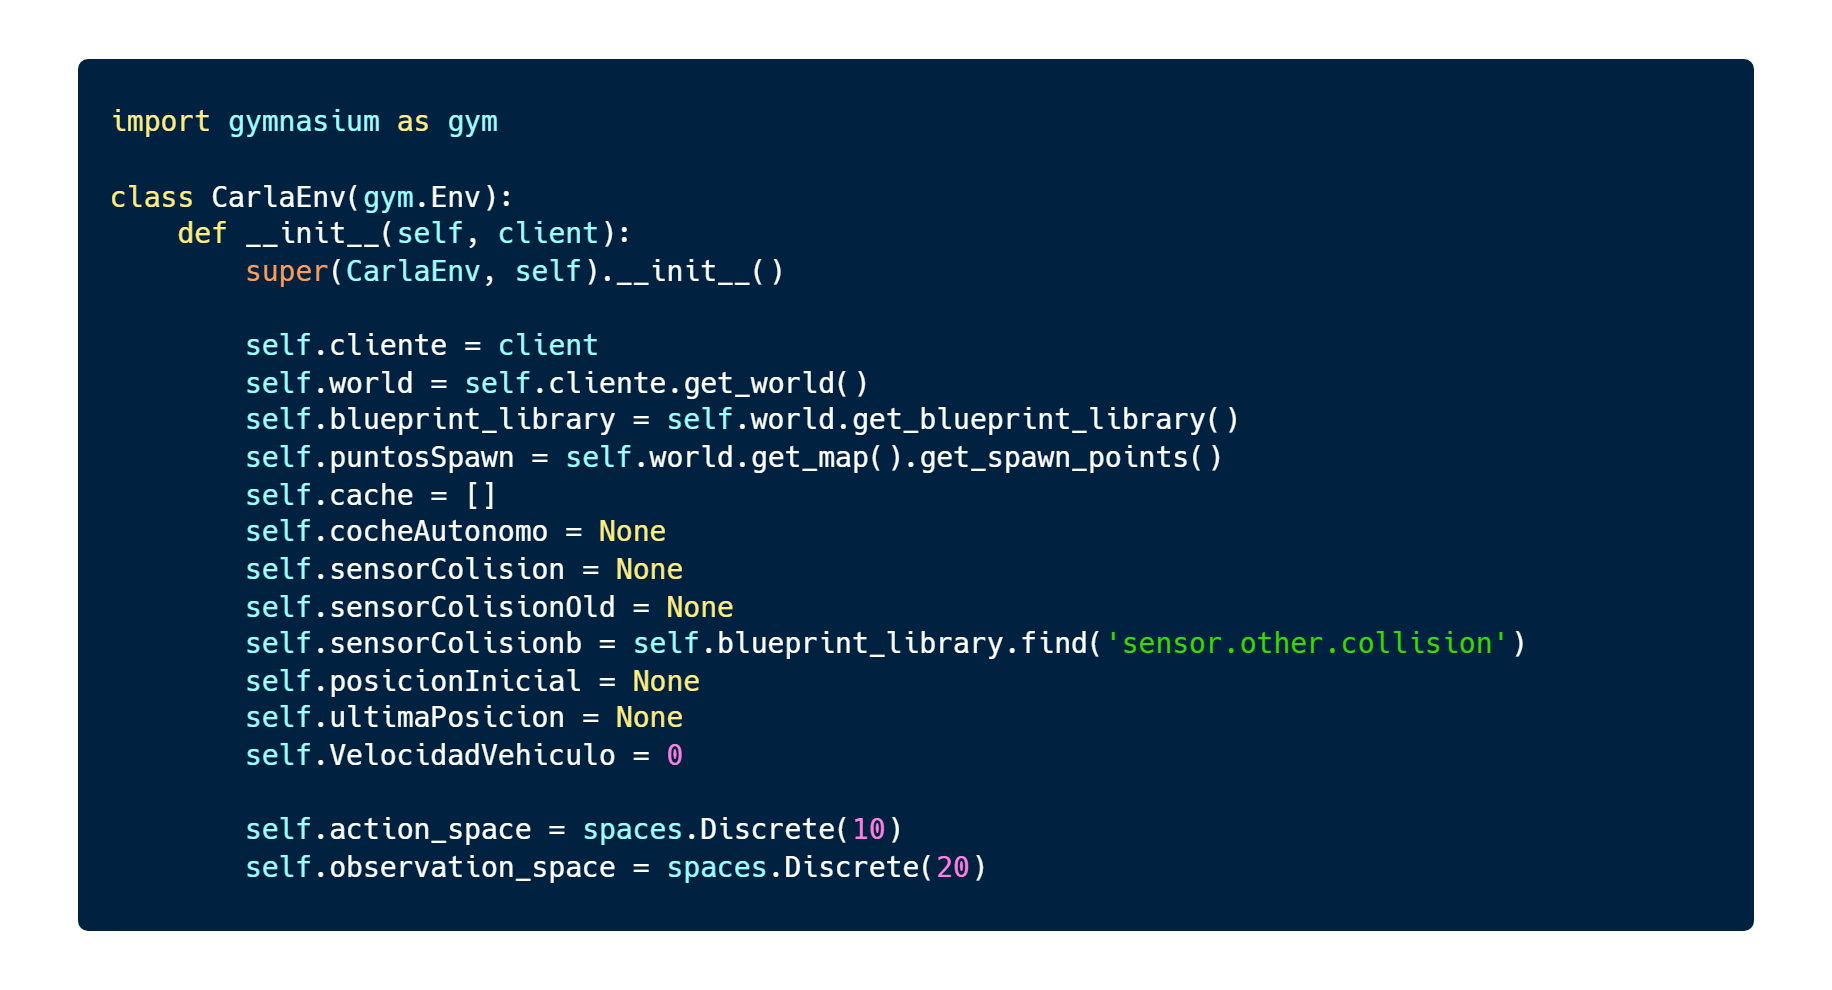 import gymnasium as gym

class CarlaEnv(gym.Env):
    def __init__(self, client):
        super(CarlaEnv, self).__init__()

        self.cliente = client
        self.world = self.cliente.get_world()
        self.blueprint_library = self.world.get_blueprint_library()
        self.puntosSpawn = self.world.get_map().get_spawn_points()
        self.cache = []
        self.cocheAutonomo = None
        self.sensorColision = None
        self.sensorColisionOld = None
        self.sensorColisionb = self.blueprint_library.find('sensor.other.collision')
        self.posicionInicial = None
        self.ultimaPosicion = None
        self.VelocidadVehiculo = 0

        self.action_space = spaces.Discrete(10)
        self.observation_space = spaces.Discrete(20)